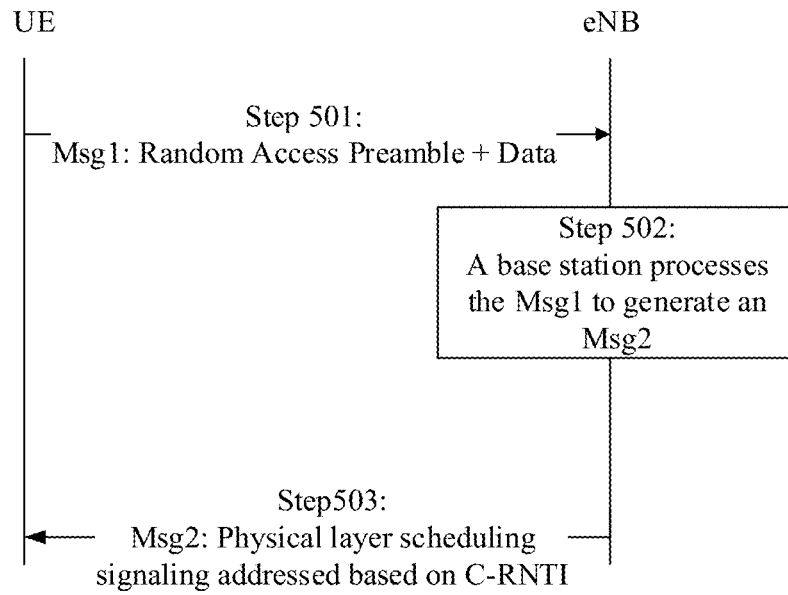 UE
eNB
Step 501:
Msg1: Random Access Preamble + Data
Step 502:
A base station processes
the Msg1 to generate an
Msg2
Step503:
Msg2: Physical layer scheduling
signaling addressed based on C-RNTI